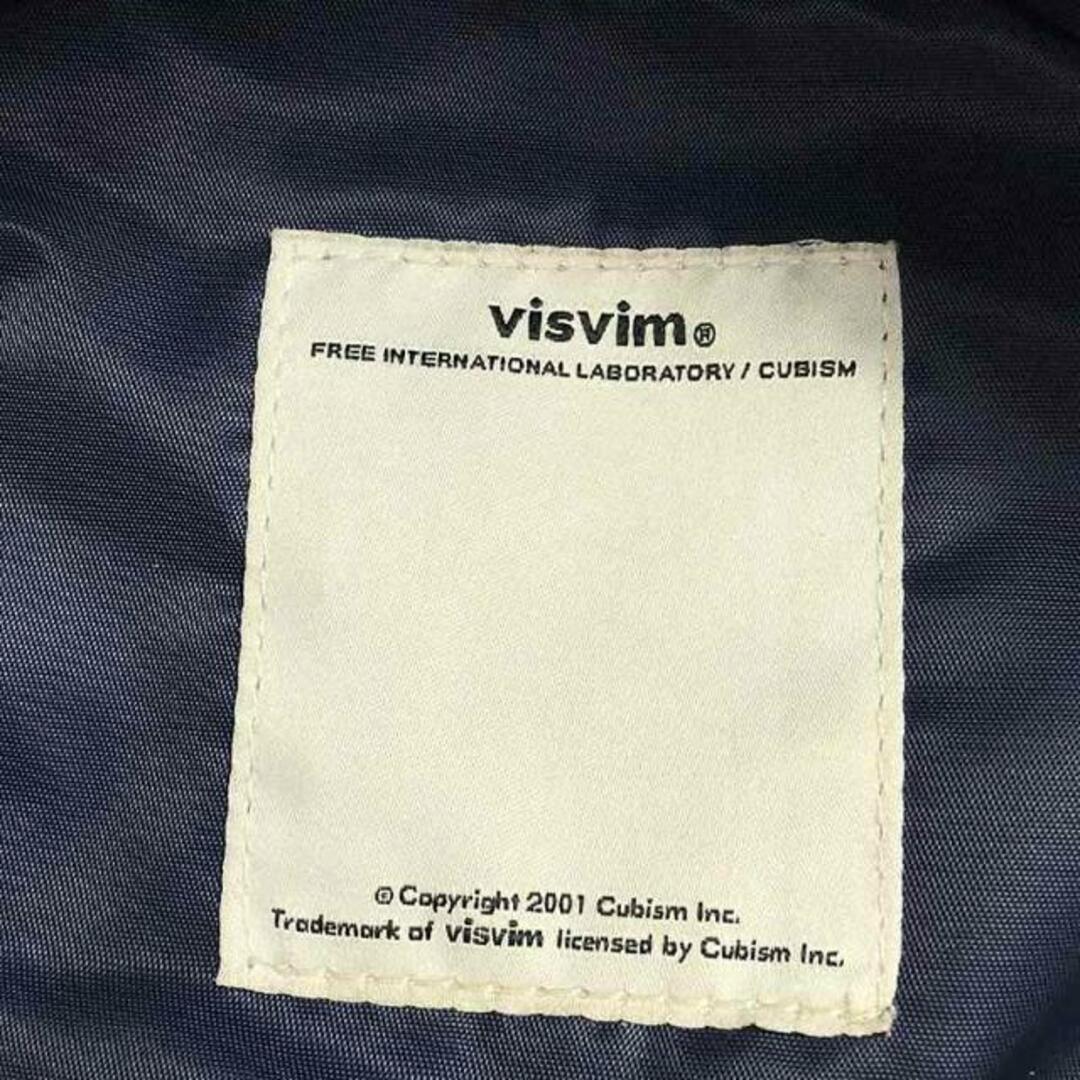 visvim®
FREE INTERNATIONAL LABORATORY / CUBISM
© Copyright 2001 Cubism Inc.
Trademark of visvim licensed by Cubism Inc.